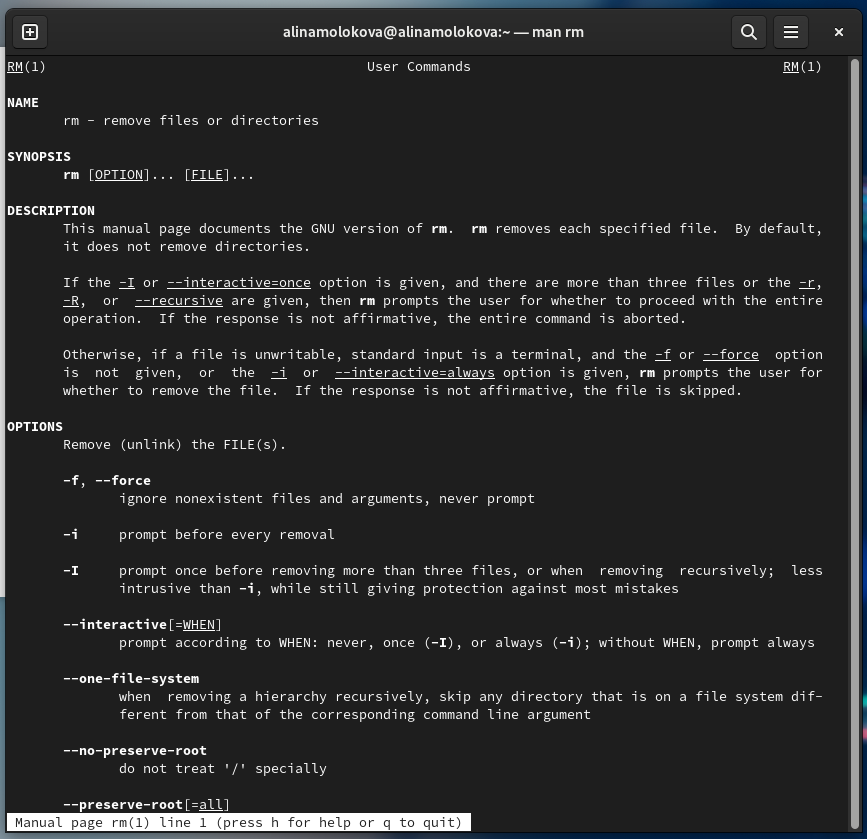 alinamolokova@alinamolokova:~ — man rm
RM(1) User Commands RM(1)
NAME
rm - remove files or directories
SYNOPSIS
rm [OPTION]... [FILE]...
DESCRIPTION
This manual page documents the GNU version of rm.  rm removes each specified file.  By default,
it does not remove directories.
If the -I or --interactive=once option is given, and there are more than three files or the -r,
-R,  or  --recursive are given, then rm prompts the user for whether to proceed with the entire
operation.  If the response is not affirmative, the entire command is aborted.
Otherwise, if a file is unwritable, standard input is a terminal, and the -f or --force  option
is  not  given,  or  the  -i  or  --interactive=always option is given, rm prompts the user for
whether to remove the file.  If the response is not affirmative, the file is skipped.
OPTIONS
Remove (unlink) the FILE(s).
-f, --force
ignore nonexistent files and arguments, never prompt
-i prompt before every removal
-I prompt once before removing more than three files, or when  removing  recursively;  less
intrusive than -i, while still giving protection against most mistakes
--interactive[=WHEN]
prompt according to WHEN: never, once (-I), or always (-i); without WHEN, prompt always
--one-file-system
when  removing a hierarchy recursively, skip any directory that is on a file system dif-
ferent from that of the corresponding command line argument
--no-preserve-root
do not treat '/' specially
--preserve-root[=all]
Manual page rm(1) line 1 (press h for help or q to quit)